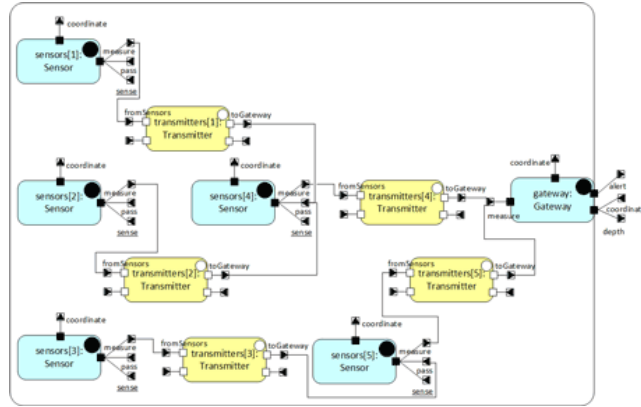 coordinate
sensors[1]:
Sensor
measure
pass
sense
fromSensors
toGateway
transmitters[1]:
Transmitter
coordinate
sensors[2]:
Sensor
measure
pass
sense
coordinate
sensors[4]:
Sensor
measure
pass
sense
fromSensors
toGateway
transmitters[4]:
Transmitter
coordinate
gateway:
Gateway
measure
alert
coordinat
depth
fromSensors
toGateway
transmitters[2]:
Transmitter
fromSensors
toGateway
transmitters[5]:
Transmitter
coordinate
sensors[3]:
Sensor
measure
pass
sense
fromSensors
toGateway
transmitters[3]:
Transmitter
coordinate
sensors[5]:
Sensor
measure
pass
sense